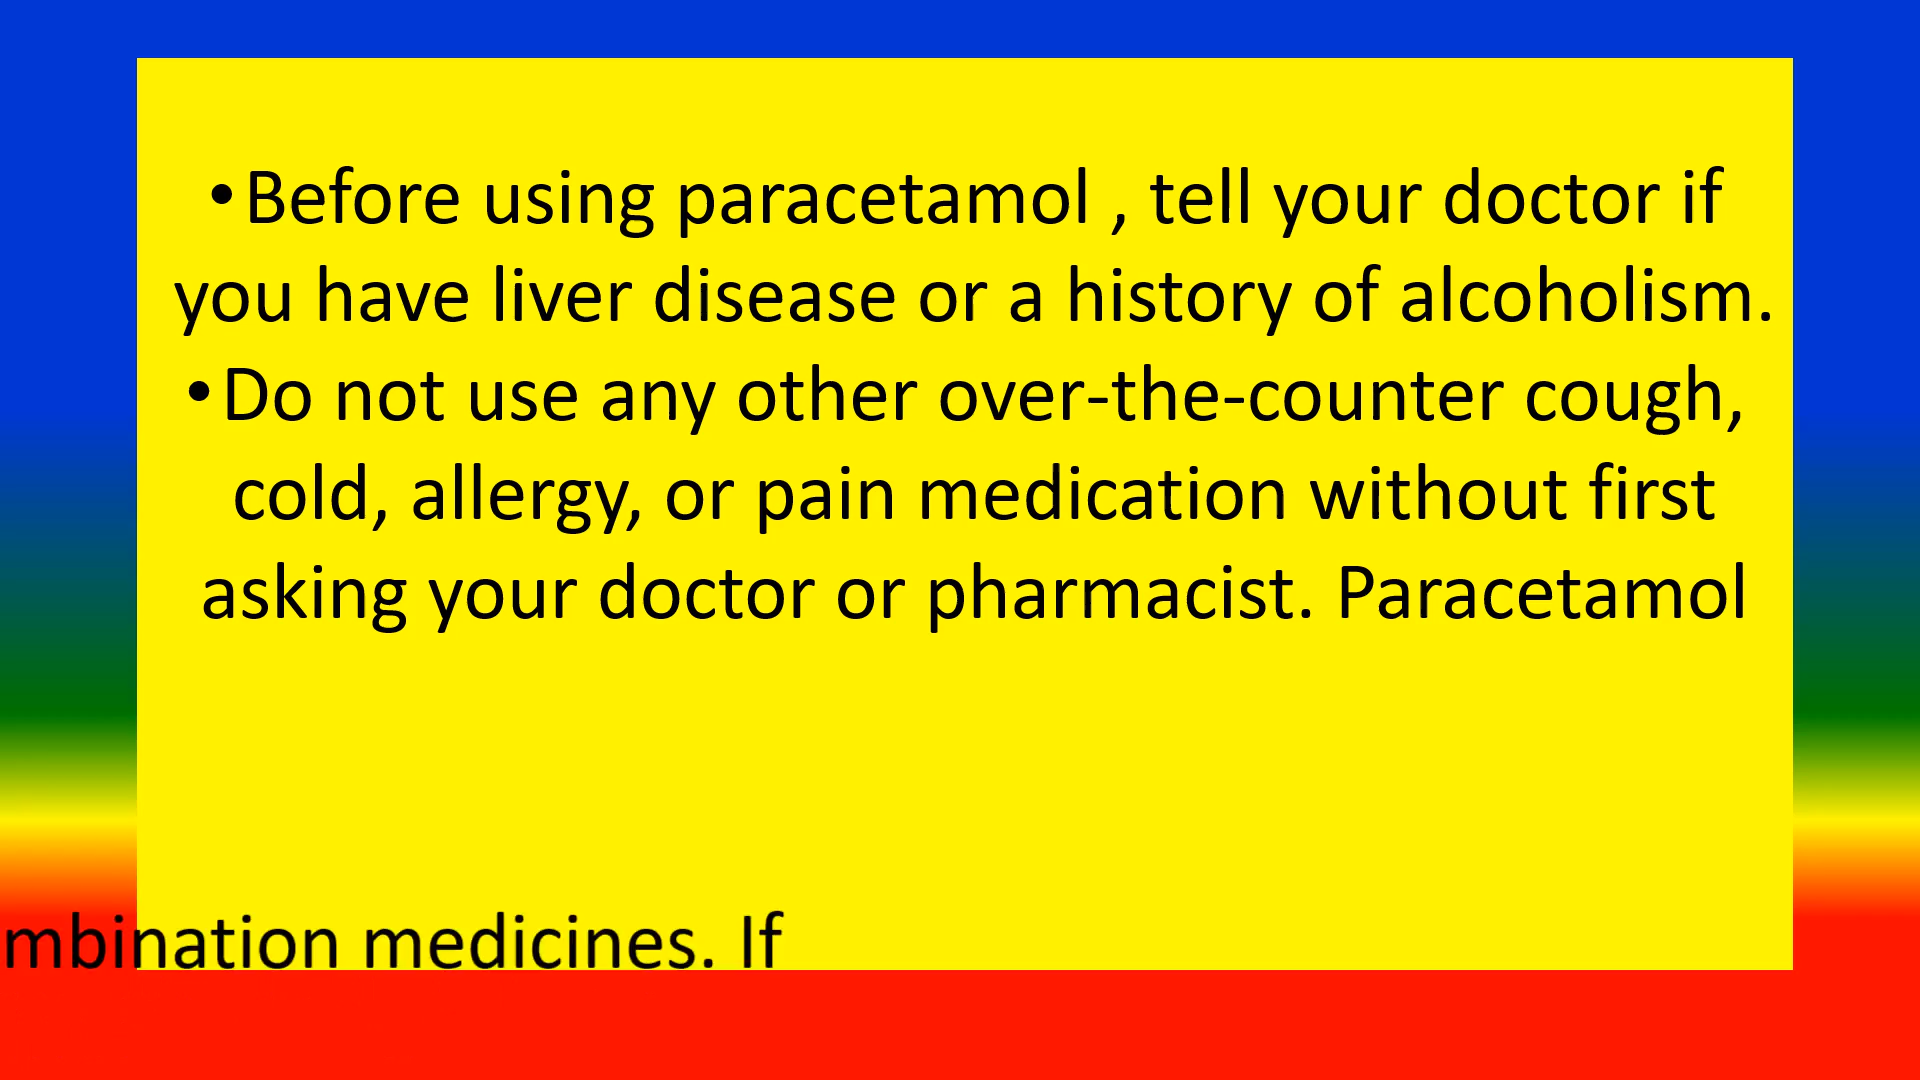 •Before using paracetamol , tell your doctor if
you have liver disease or a history of alcoholism.
•Do not use any other over-the-counter cough,
cold, allergy, or pain medication without first
asking your doctor or pharmacist. Paracetamol
mbination medicines. If